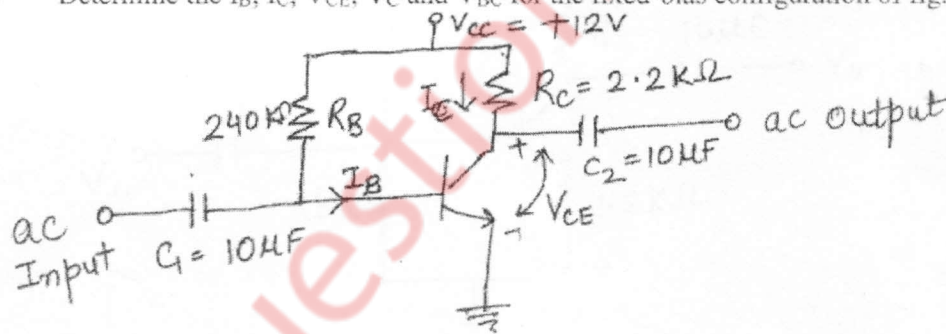 Determine the IB, IC, VCE, VC and VBC for the fixed bias configuration of fig
VCC = +12V
IC
RC = 2.2KΩ
240KΩ
RB
ac output
+
C2 = 10µF
IB
VCE
-
ac
Input
C1 = 10µF
estion